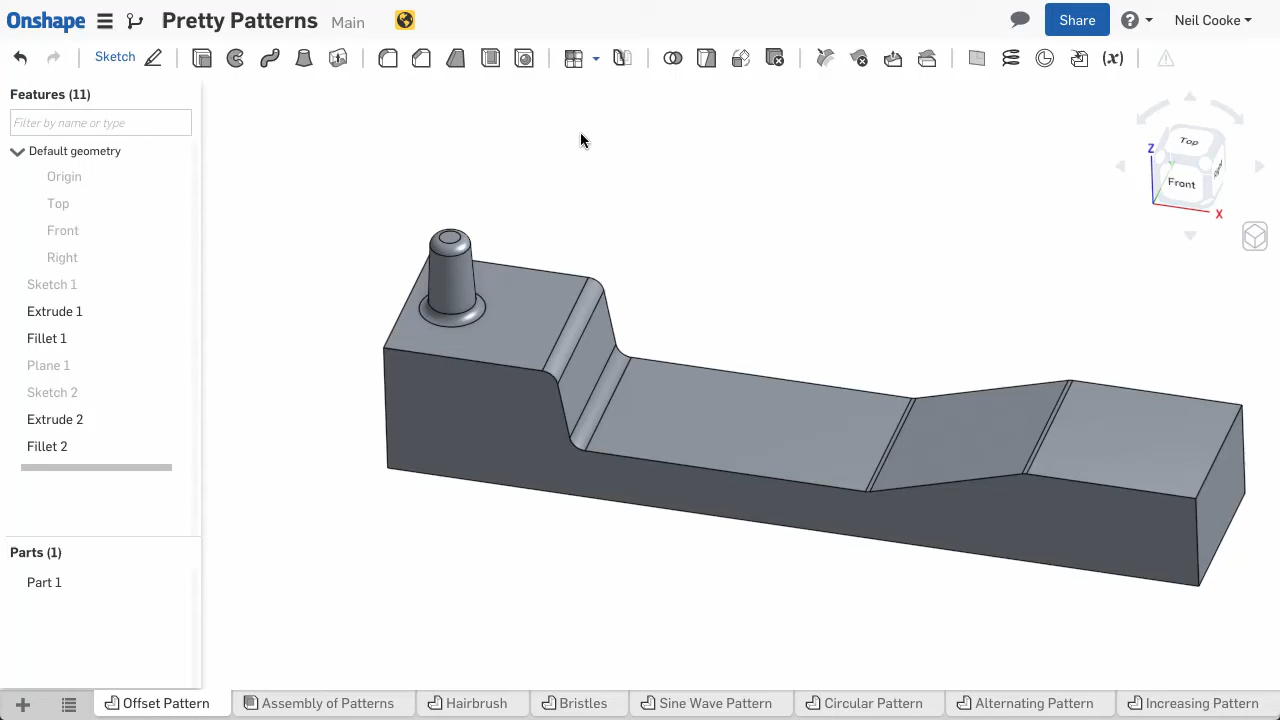 Onshape Pretty Patterns Main Share Neil Cooke
Sketch (x)
Features (11)
Filter by name or type
Default geometry
Origin
Top
Front
Right
Sketch 1
Extrude 1
Fillet 1
Plane 1
Sketch 2
Extrude 2
Fillet 2
Parts (1)
Part 1
Top
Z
Front
Right
X
Offset Pattern Assembly of Patterns Hairbrush Bristles Sine Wave Pattern Circular Pattern Alternating Pattern Increasing Pattern